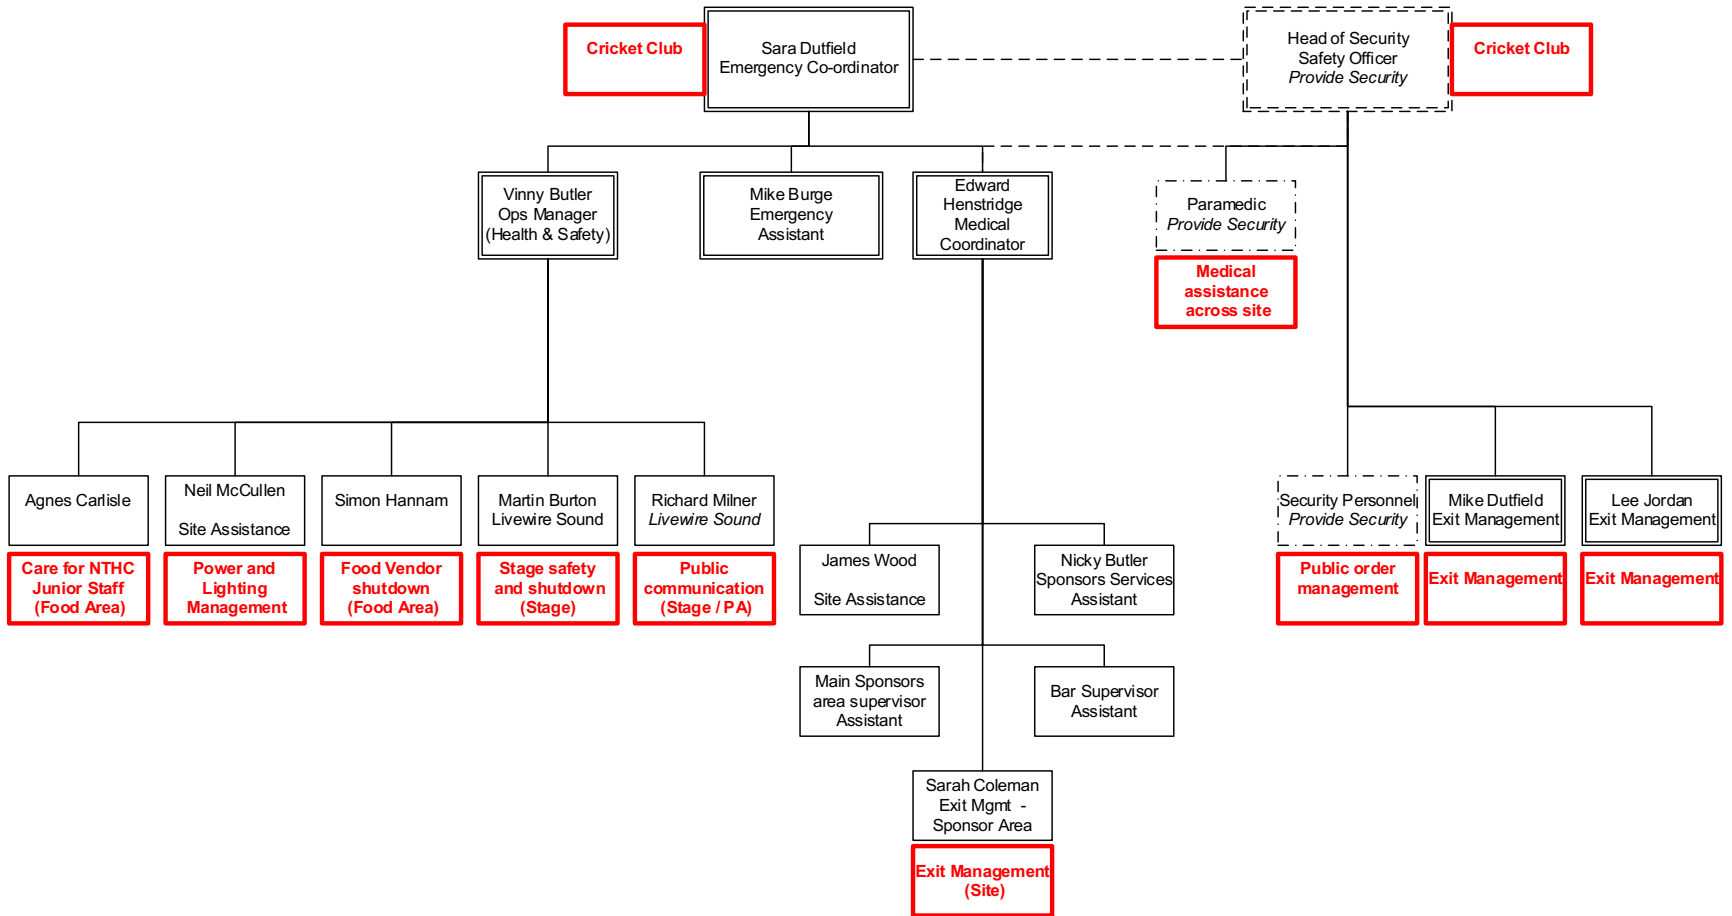 Cricket Club
Sara Dutfield
Emergency Co-ordinator
Head of Security
Safety Officer
Provide Security
Cricket Club
Vinny Butler
Ops Manager
(Health & Safety)
Mike Burge
Emergency
Assistant
Edward
Henstridge
Medical
Coordinator
Paramedic
Provide Security
Medical
assistance
across site
Agnes Carlisle
Neil McCullen
Site Assistance
Simon Hannam
Martin Burton
Livewire Sound
Richard Milner
Livewire Sound
Security Personnel
Provide Security
Mike Dutfield
Exit Management
Lee Jordan
Exit Management
Care for NTHC
Junior Staff
(Food Area)
Power and
Lighting
Management
Food Vendor
shutdown
(Food Area)
Stage safety
and shutdown
(Stage)
Public
communication
(Stage / PA)
Public order
management
Exit Management
Exit Management
James Wood
Site Assistance
Nicky Butler
Sponsors Services
Assistant
Main Sponsors
area supervisor
Assistant
Bar Supervisor
Assistant
Sarah Coleman
Exit Mgmt -
Sponsor Area
Exit Management
(Site)